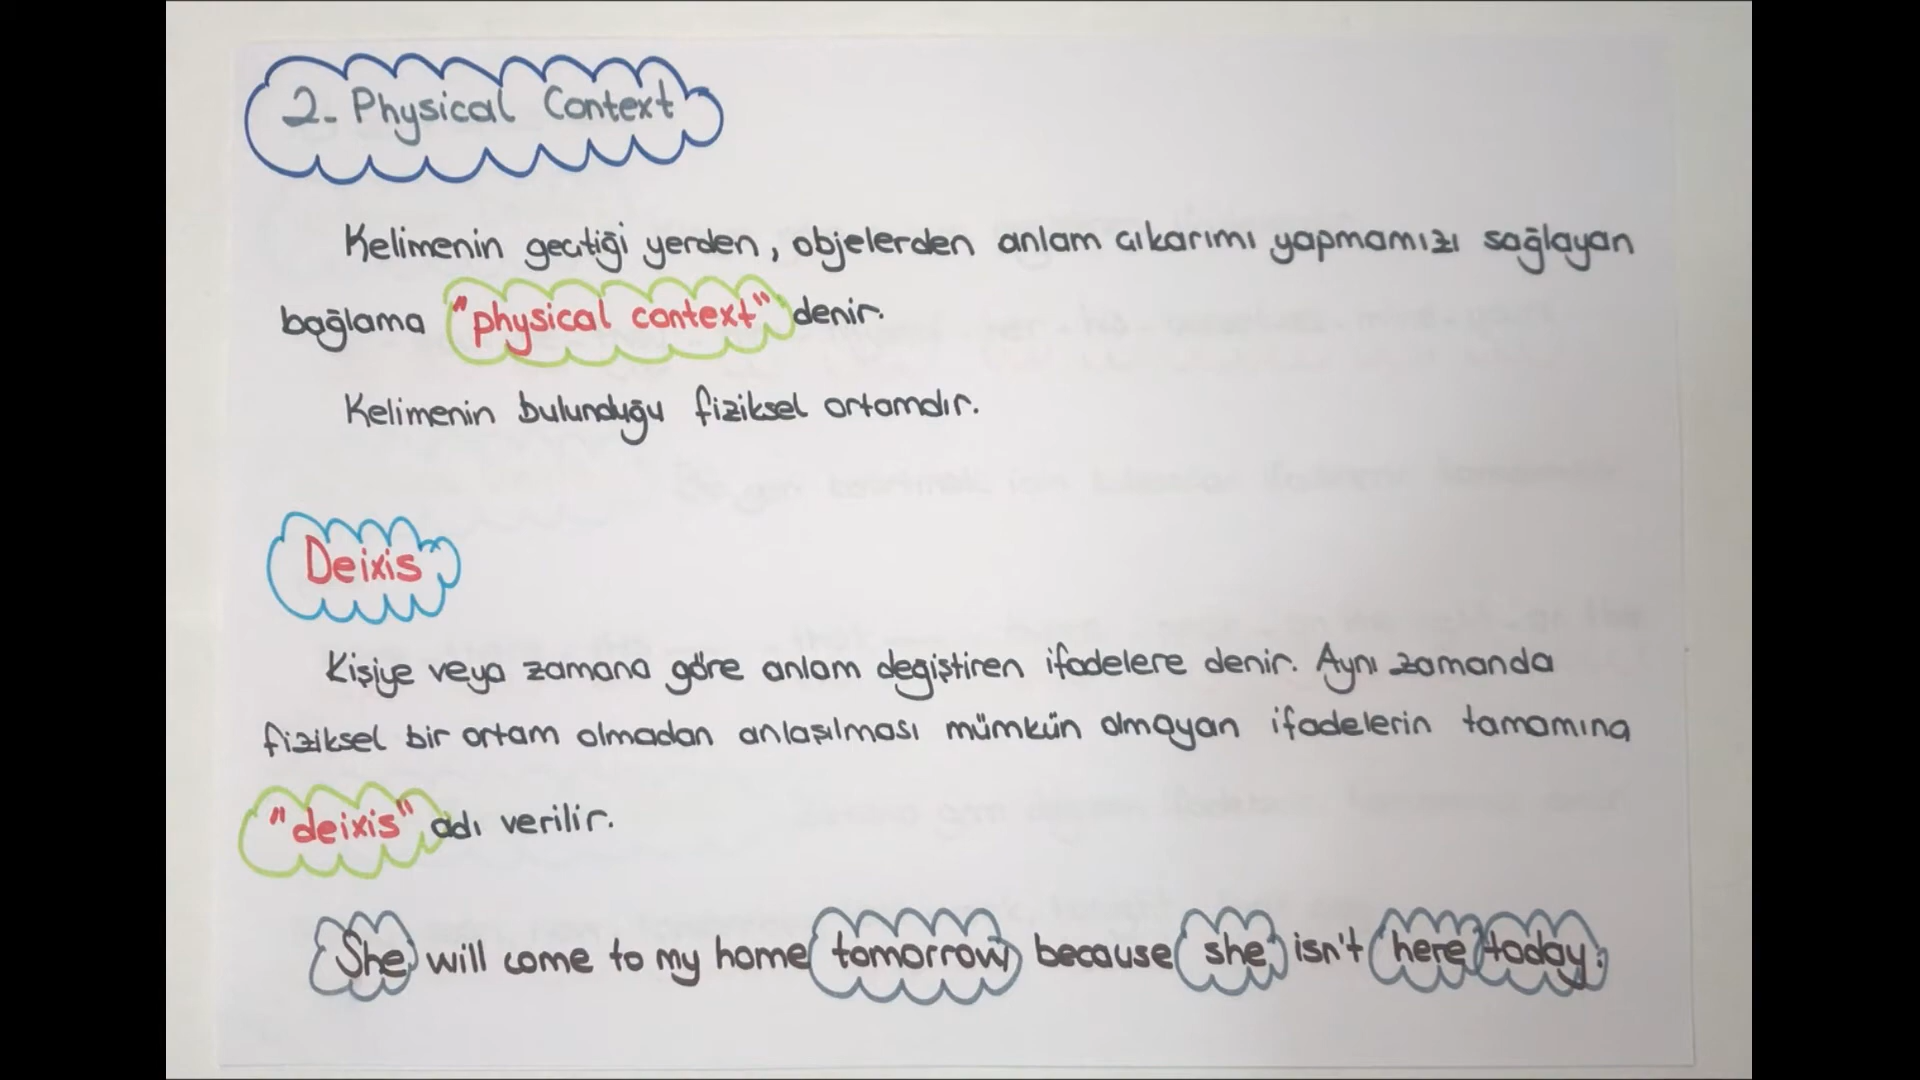 2- Physical Context
Kelimenin geçtiği yerden, objelerden anlam çıkarımı yapmamızı sağlayan
bağlama "physical context" denir.
Kelimenin bulunduğu fiziksel ortamdır.
Deixis
Kişiye veya zamana göre anlam değiştiren ifadelere denir. Aynı zamanda
fiziksel bir ortam olmadan anlaşılması mümkün olmayan ifadelerin tamamına
"deixis" adı verilir.
She will come to my home tomorrow because she isn't here today.